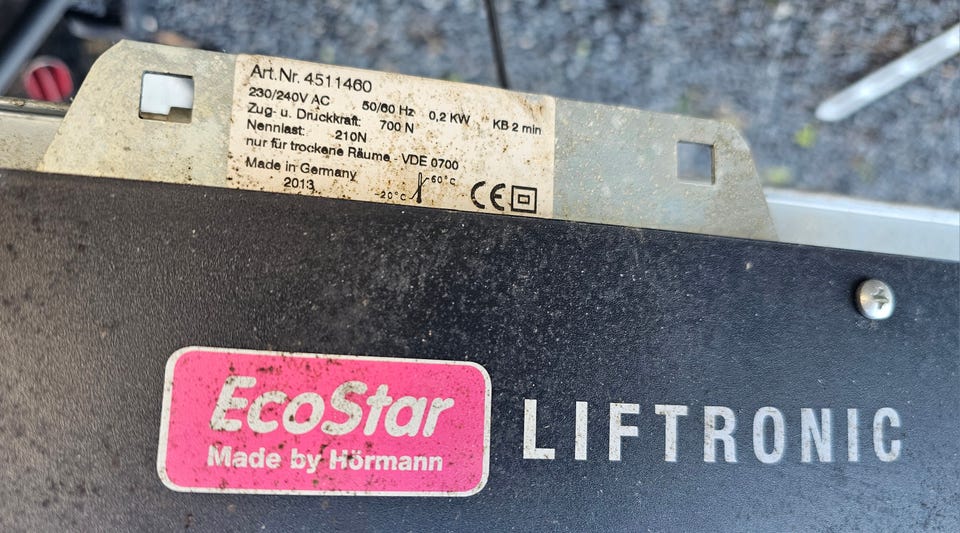 Art.Nr. 4511460
230/240V AC 50/60 Hz 0,2 KW KB 2 min
Zug- u. Druckkraft: 700 N
Nennlast: 210N
nur für trockene Räume - VDE 0700
Made in Germany
2013
-20°C 60°C CE
EcoStar
Made by Hörmann
LIFTRONIC